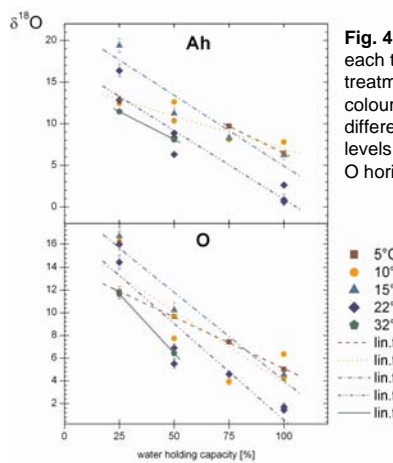 δ18O
Ah
20
15
10
5
0
O
16
14
12
10
8
6
4
2
0 25 50 75 100
water holding capacity [%]
Fig. 4
each t
treatm
colour
differe
levels
O hori
5°C
10°
15°
22°
32°
lin.f
lin.f
lin.f
lin.f
lin.f